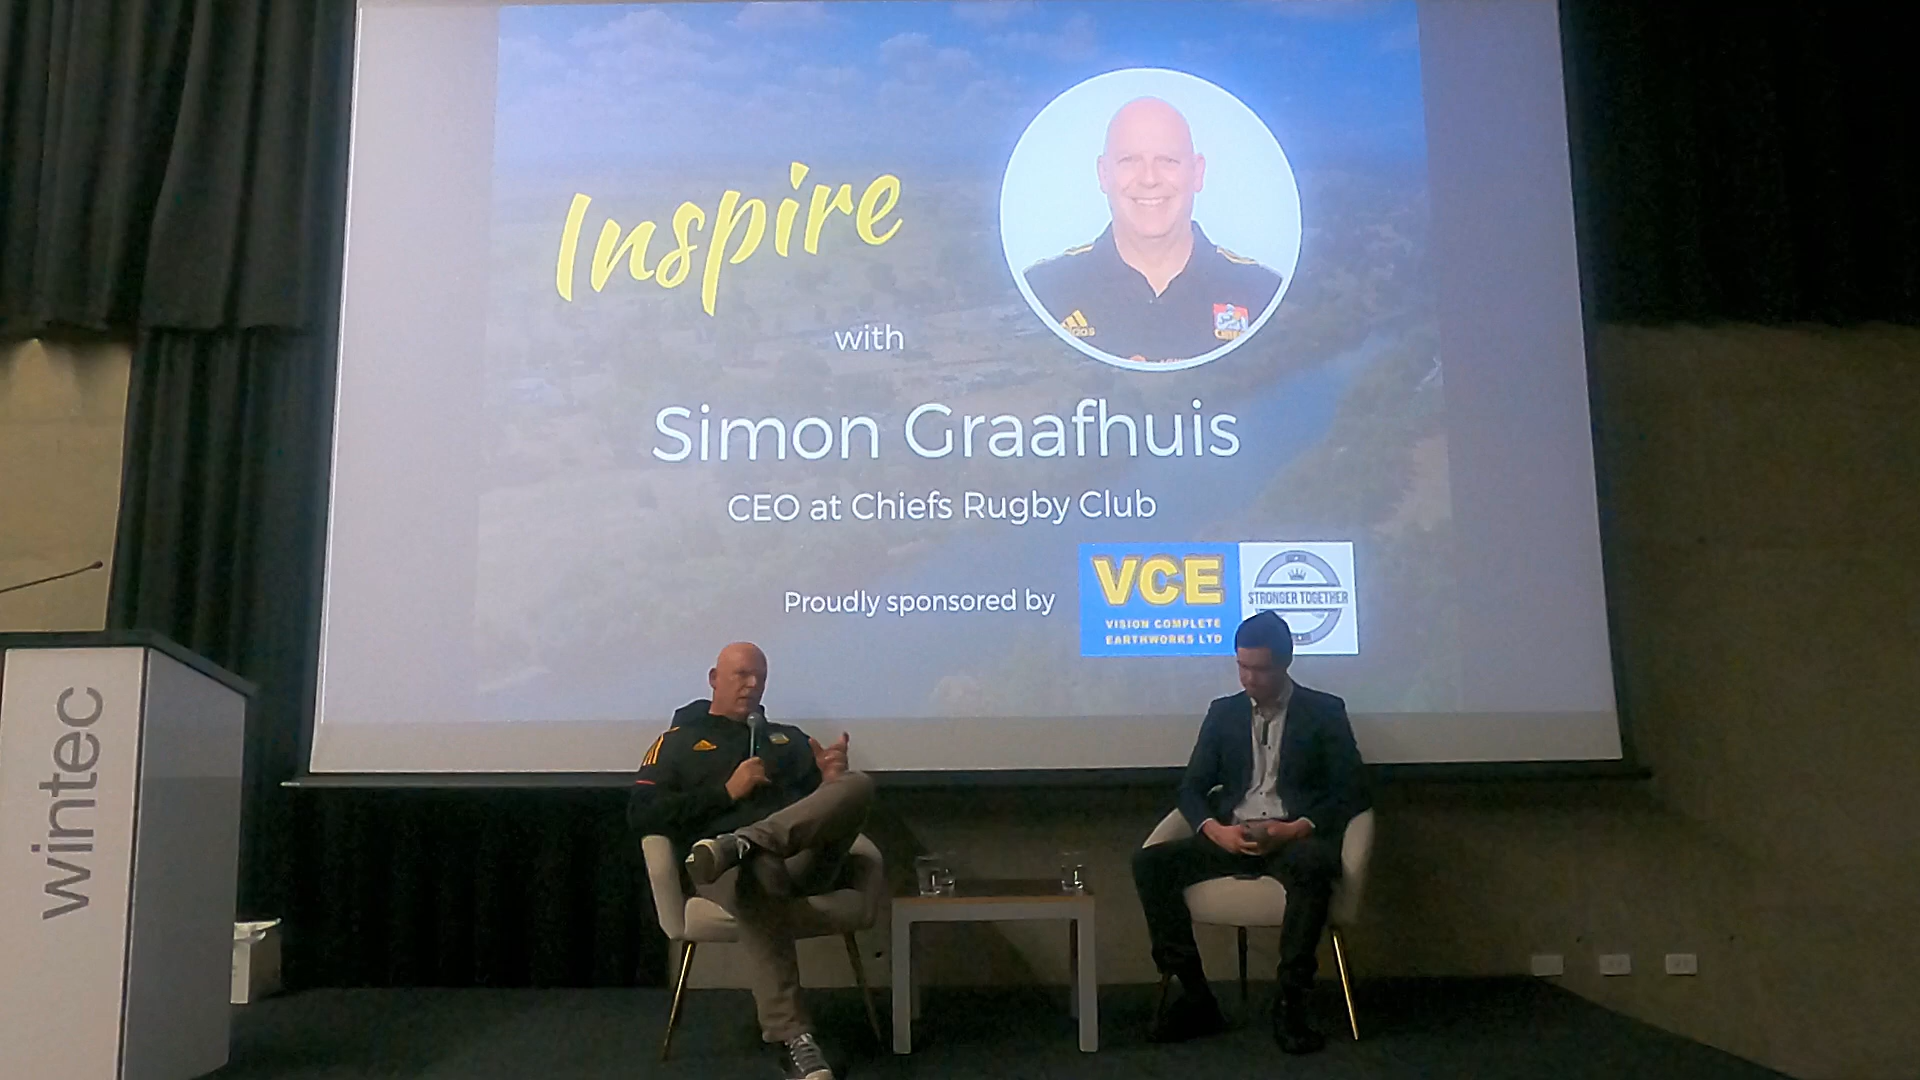 Inspire
with
Simon Graafhuis
CEO at Chiefs Rugby Club
Proudly sponsored by
VCE
VISION COMPLETE
EARTHWORKS LTD
STRONGER TOGETHER
wintec